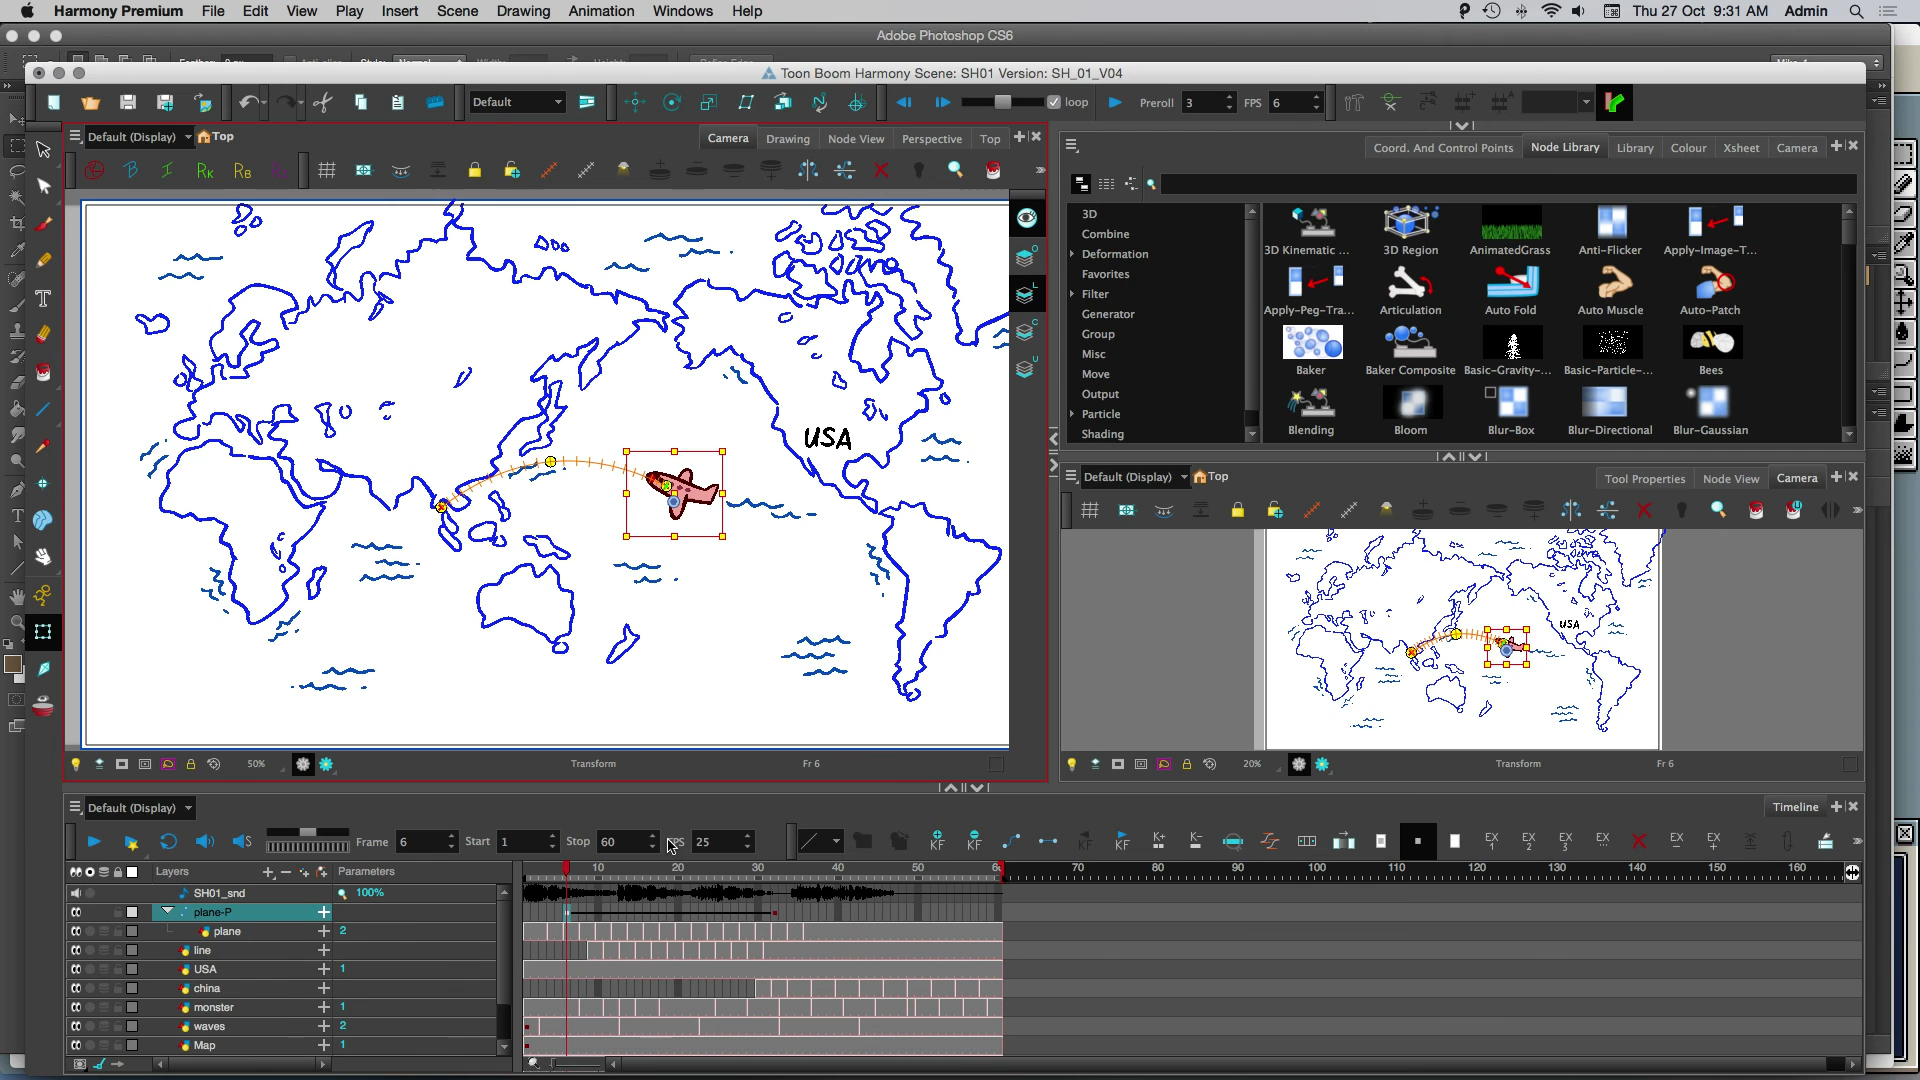 Harmony Premium File Edit View Play Insert Scene Drawing Animation Windows Help
Thu 27 Oct 9:31 AM Admin
Adobe Photoshop CS6
Toon Boom Harmony Scene: SH01 Version: SH_01_V04
Default loop Preroll 3 FPS 6
Default (Display) Top Camera Drawing Node View Perspective Top
Coord. And Control Points Node Library Library Colour Xsheet Camera
3D
Combine
Deformation
Favorites
Filter
Generator
Group
Misc
Move
Output
Particle
Shading
3D Kinematic ... 3D Region AnimatedGrass Anti-Flicker Apply-Image-T...
Apply-Peg-Tra... Articulation Auto Fold Auto Muscle Auto-Patch
Baker Baker Composite Basic-Gravity-... Basic-Particle-... Bees
Blending Bloom Blur-Box Blur-Directional Blur-Gaussian
USA
Default (Display) Top Tool Properties Node View Camera
USA
50% Transform Fr 6
20% Transform Fr 6
Default (Display) Timeline
Frame 6 Start 1 Stop 60 FPS 25
Layers Parameters
10 20 30 40 50 70 80 90 100 110 120 130 140 150 160
SH01_snd 100%
plane-P
plane 2
line
USA 1
china
monster 1
waves 2
Map 1